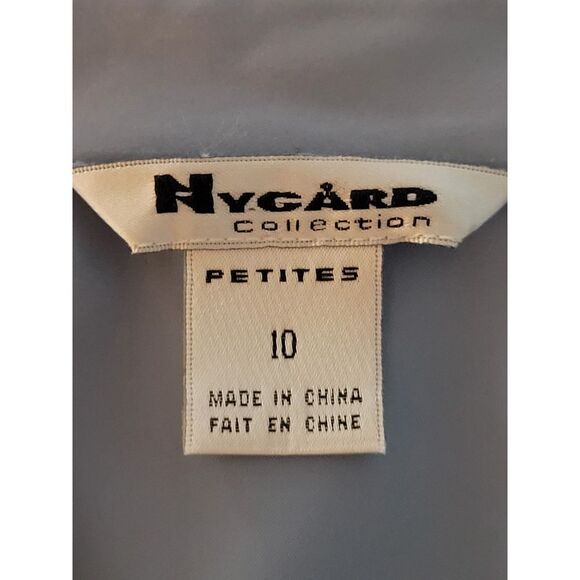 NYGÅRD
Collection
PETITES
10
MADE IN CHINA
FAIT EN CHINE